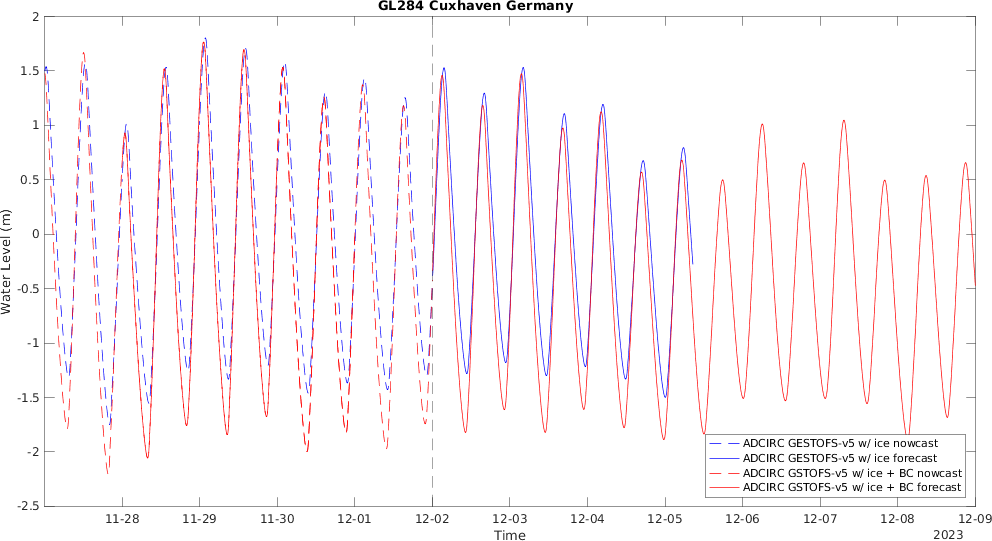 GL284 Cuxhaven Germany
2
1.5
1
0.5
0
-0.5
-1
-1.5
-2
-2.5
Water Level (m)
ADCIRC GESTOFS-v5 w/ ice nowcast
ADCIRC GESTOFS-v5 w/ ice forecast
ADCIRC GSTOFS-v5 w/ ice + BC nowcast
ADCIRC GSTOFS-v5 w/ ice + BC forecast
11-28 11-29 11-30 12-01 12-02 12-03 12-04 12-05 12-06 12-07 12-08 12-09
Time
2023